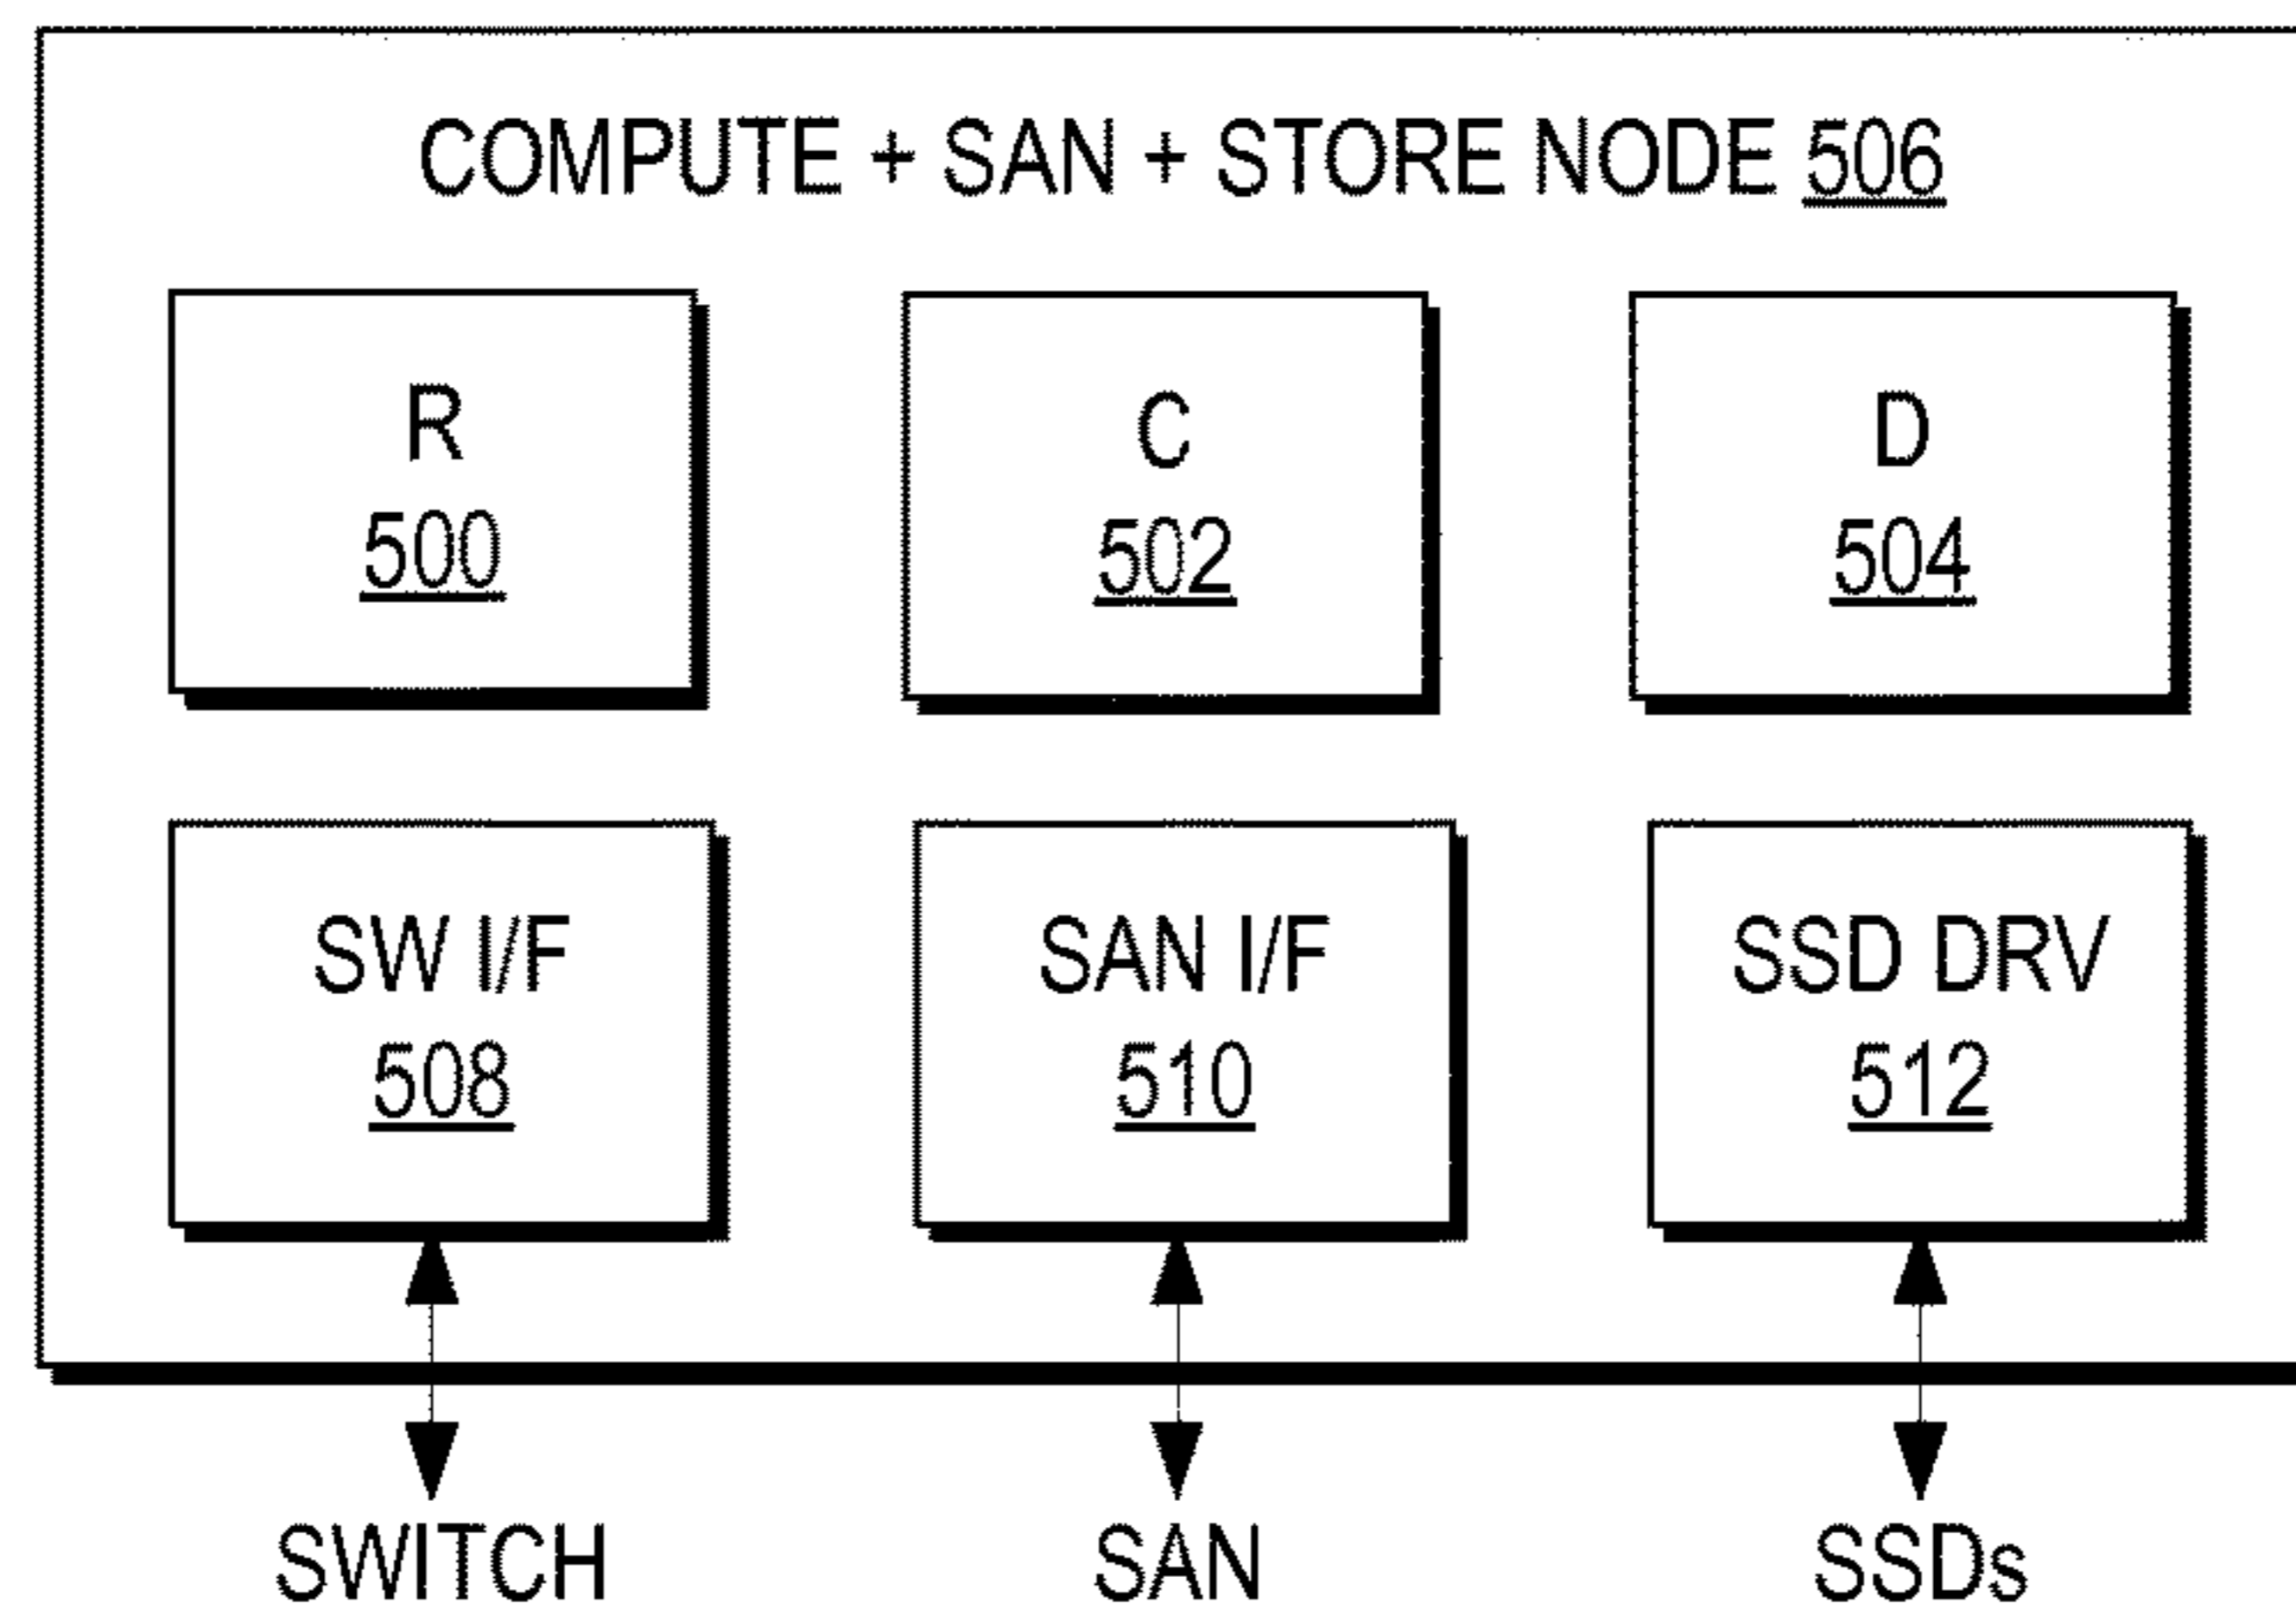 COMPUTE + SAN + STORE NODE 506
R
500
C
502
D
504
SW I/F
508
SAN I/F
510
SSD DRV
512
SWITCH
SAN
SSDs